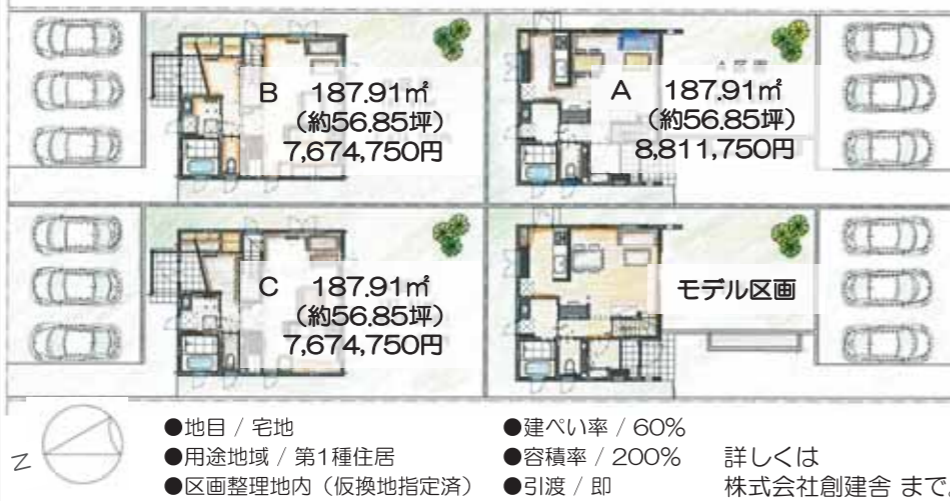 B 187.91㎡
（約56.85坪）
7,674,750円
A 187.91㎡
（約56.85坪）
8,811,750円
C 187.91㎡
（約56.85坪）
7,674,750円
モデル区画
N
●地目 / 宅地
●用途地域 / 第1種住居
●区画整理地内（仮換地指定済）
●建ぺい率 / 60%
●容積率 / 200%
●引渡 / 即
詳しくは
株式会社創建舎 まで